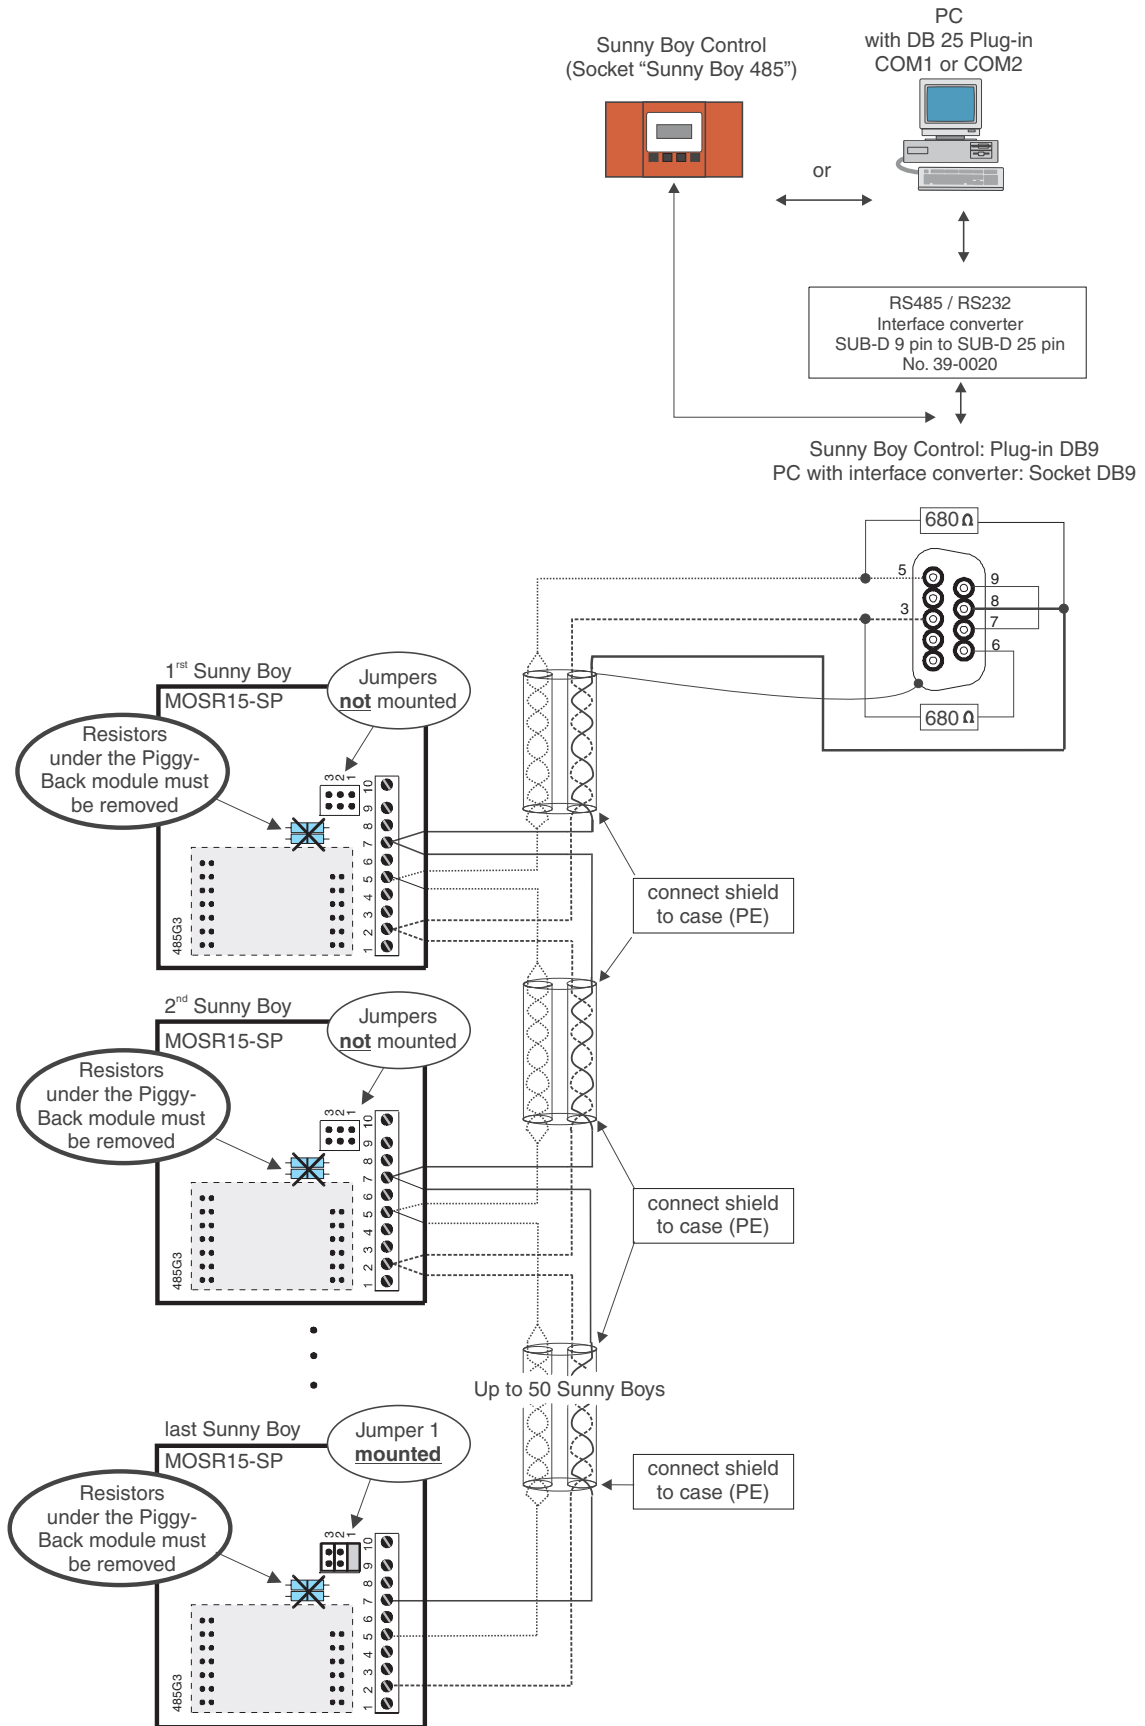 PC
with DB 25 Plug-in
COM1 or COM2
Sunny Boy Control
(Socket “Sunny Boy 485”)
or
RS485 / RS232
Interface converter
SUB-D 9 pin to SUB-D 25 pin
No. 39-0020
Sunny Boy Control: Plug-in DB9
PC with interface converter: Socket DB9
680 Ω
5
9
8
3
7
6
680 Ω
1rst Sunny Boy
MOSR15-SP
Jumpers
not mounted
Resistors
under the Piggy-
Back module must
be removed
3 2 1
10
9
8
7
6
5
4
3
2
1
485G3
connect shield
to case (PE)
2nd Sunny Boy
MOSR15-SP
Jumpers
not mounted
Resistors
under the Piggy-
Back module must
be removed
3 2 1
10
9
8
7
6
5
4
3
2
1
485G3
connect shield
to case (PE)
Up to 50 Sunny Boys
last Sunny Boy
MOSR15-SP
Jumper 1
mounted
Resistors
under the Piggy-
Back module must
be removed
3 2 1
10
9
8
7
6
5
4
3
2
1
485G3
connect shield
to case (PE)